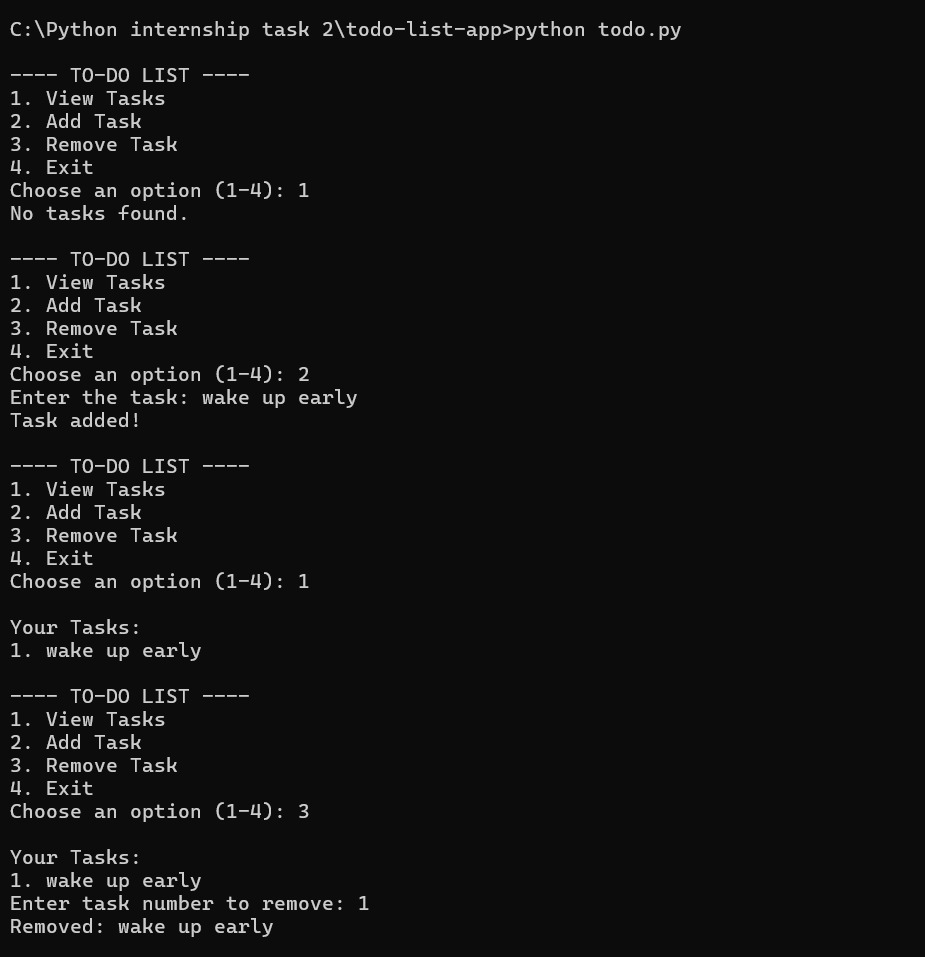 C:\Python internship task 2\todo-list-app>python todo.py
---- TO-DO LIST ----
1. View Tasks
2. Add Task
3. Remove Task
4. Exit
Choose an option (1-4): 1
No tasks found.
---- TO-DO LIST ----
1. View Tasks
2. Add Task
3. Remove Task
4. Exit
Choose an option (1-4): 2
Enter the task: wake up early
Task added!
---- TO-DO LIST ----
1. View Tasks
2. Add Task
3. Remove Task
4. Exit
Choose an option (1-4): 1
Your Tasks:
1. wake up early
---- TO-DO LIST ----
1. View Tasks
2. Add Task
3. Remove Task
4. Exit
Choose an option (1-4): 3
Your Tasks:
1. wake up early
Enter task number to remove: 1
Removed: wake up early